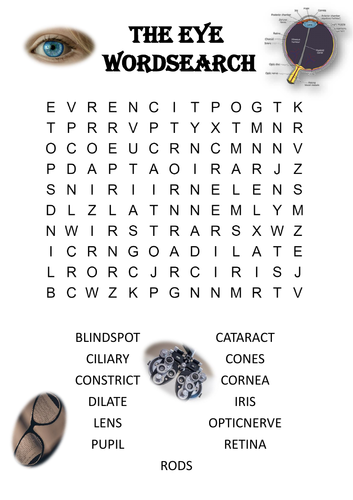 THE EYE
WORDSEARCH
E V R E N C I T P O G T K
T P R R V P T Y X T M N R
O C O E U C R N C M N N V
P D A P T A O I R A R J Z
S N I R I I R N E L E N S
D L Z L A T N N E M L Y M
N W I R S T R A R S X W Z
I C R N G O A D I L A T E
L R O R C J R C I R I S J
B C W Z K P G N N M R T V
BLINDSPOT CATARACT
CILIARY CONES
CONSTRICT CORNEA
DILATE IRIS
LENS OPTICNERVE
PUPIL RETINA
RODS